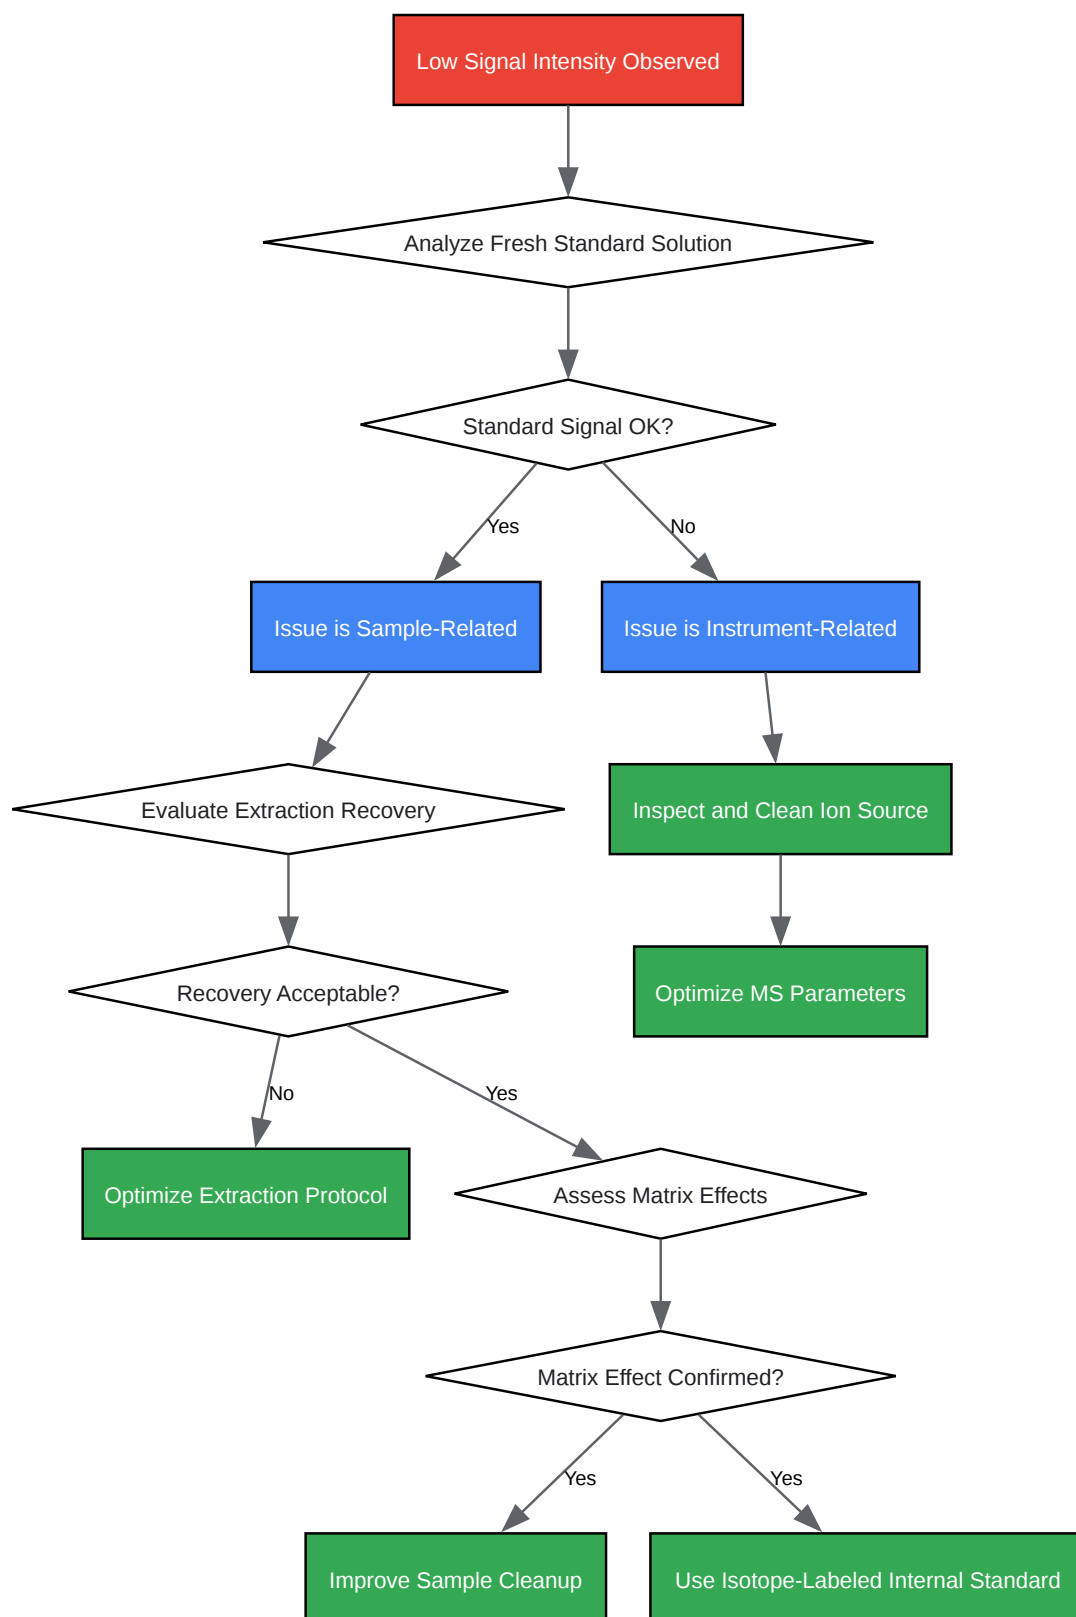 Low Signal Intensity Observed
Analyze Fresh Standard Solution
Standard Signal OK?
Yes
No
Issue is Sample-Related
Issue is Instrument-Related
Evaluate Extraction Recovery
Inspect and Clean Ion Source
Recovery Acceptable?
Optimize MS Parameters
No
Yes
Optimize Extraction Protocol
Assess Matrix Effects
Matrix Effect Confirmed?
Yes
Yes
Improve Sample Cleanup
Use Isotope-Labeled Internal Standard